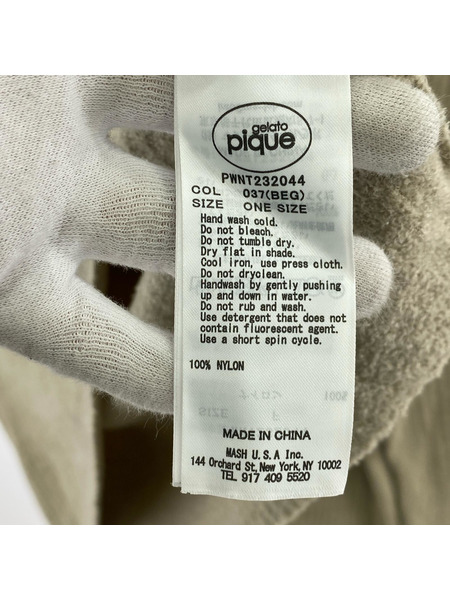 gelato
pique
PWNT232044
COL 037(BEG)
SIZE ONE SIZE
Hand wash cold.
Do not bleach.
Do not tumble dry.
Dry flat in shade.
Cool iron, use press cloth.
Do not dryclean.
Handwash by gently pushing
up and down in water.
Do not rub and wash.
Use detergent that does not
contain fluorescent agent.
Use a short spin cycle.
100% NYLON
MADE IN CHINA
MASH U.S.A Inc.
144 Orchard St, New York, NY 10002
TEL 917 409 5520